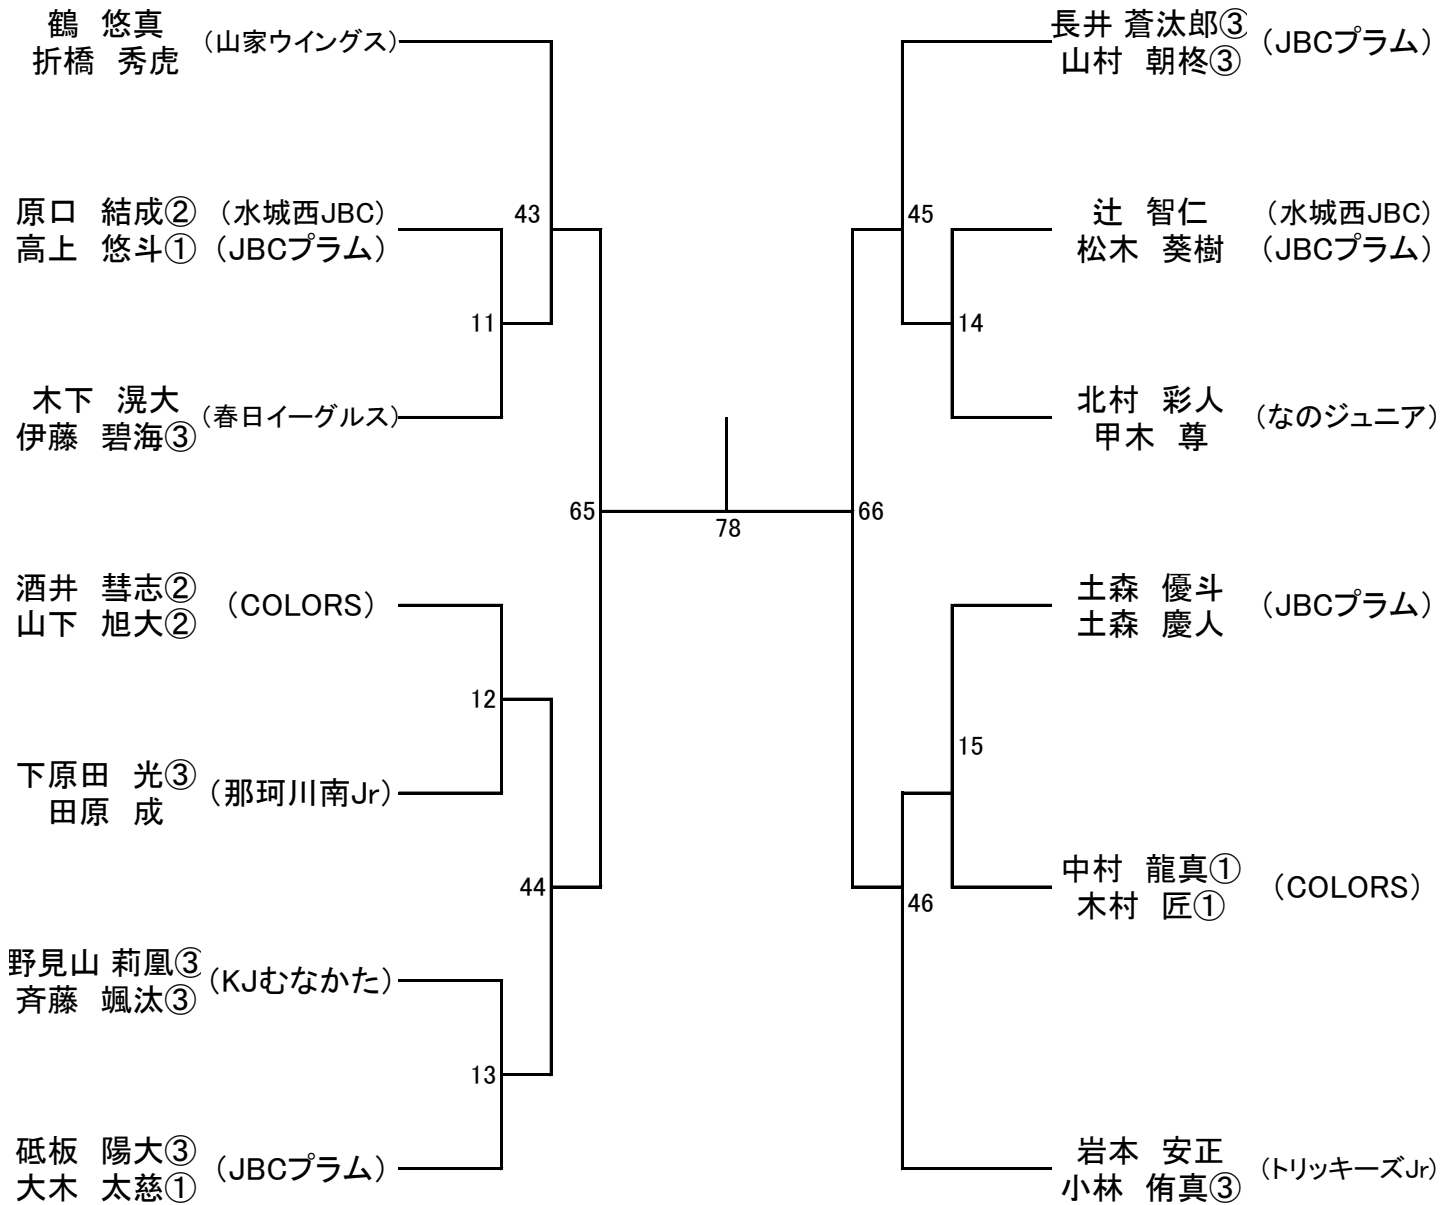 鶴 悠真
折橋 秀虎
（山家ウイングス）
原口 結成② （水城西JBC）
高上 悠斗① （JBCプラム）
木下 滉大
伊藤 碧海③
（春日イーグルス）
酒井 彗志②
山下 旭大②
（COLORS）
下原田 光③
田原 成
（那珂川南Jr）
野見山 莉凰③
斉藤 颯汰③
（KJむなかた）
砥板 陽大③
大木 太慈①
（JBCプラム）
43
11
65
12
44
13
78
45
14
66
15
46
長井 蒼汰郎③
山村 朝柊③
（JBCプラム）
辻 智仁 （水城西JBC）
松木 葵樹 （JBCプラム）
北村 彩人
甲木 尊
（なのジュニア）
土森 優斗
土森 慶人
（JBCプラム）
中村 龍真①
木村 匠①
（COLORS）
岩本 安正
小林 侑真③
（トリッキーズJr）